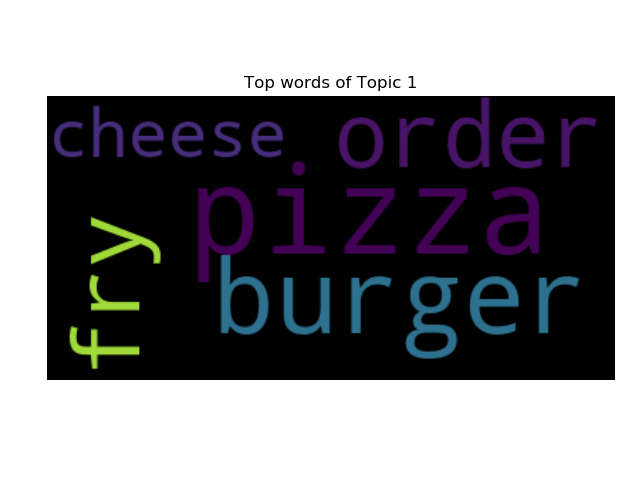 Top words of Topic 1
cheese
order
pizza
fry
burger